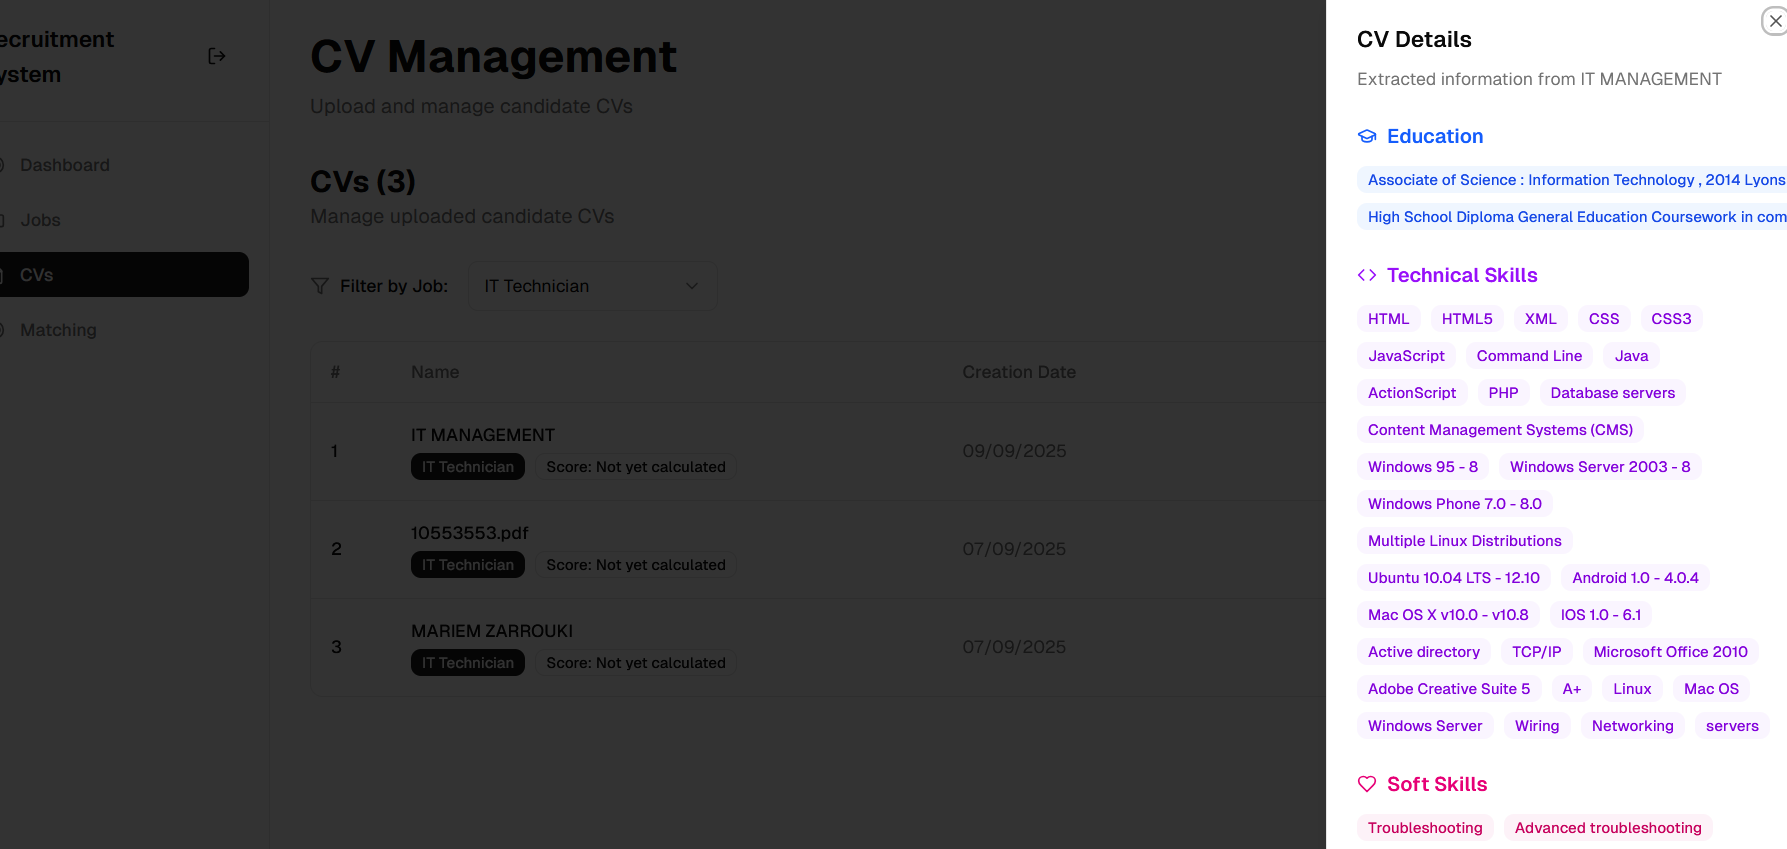 ecruitment
ystem
Dashboard
Jobs
CVs
Matching
CV Management
Upload and manage candidate CVs
CVs (3)
Manage uploaded candidate CVs
Filter by Job: IT Technician
# Name Creation Date
1 IT MANAGEMENT 09/09/2025
IT Technician Score: Not yet calculated
2 10553553.pdf 07/09/2025
IT Technician Score: Not yet calculated
3 MARIEM ZARROUKI 07/09/2025
IT Technician Score: Not yet calculated
CV Details
Extracted information from IT MANAGEMENT
Education
Associate of Science : Information Technology , 2014 Lyons
High School Diploma General Education Coursework in com
Technical Skills
HTML HTML5 XML CSS CSS3
JavaScript Command Line Java
ActionScript PHP Database servers
Content Management Systems (CMS)
Windows 95 - 8 Windows Server 2003 - 8
Windows Phone 7.0 - 8.0
Multiple Linux Distributions
Ubuntu 10.04 LTS - 12.10 Android 1.0 - 4.0.4
Mac OS X v10.0 - v10.8 IOS 1.0 - 6.1
Active directory TCP/IP Microsoft Office 2010
Adobe Creative Suite 5 A+ Linux Mac OS
Windows Server Wiring Networking servers
Soft Skills
Troubleshooting Advanced troubleshooting